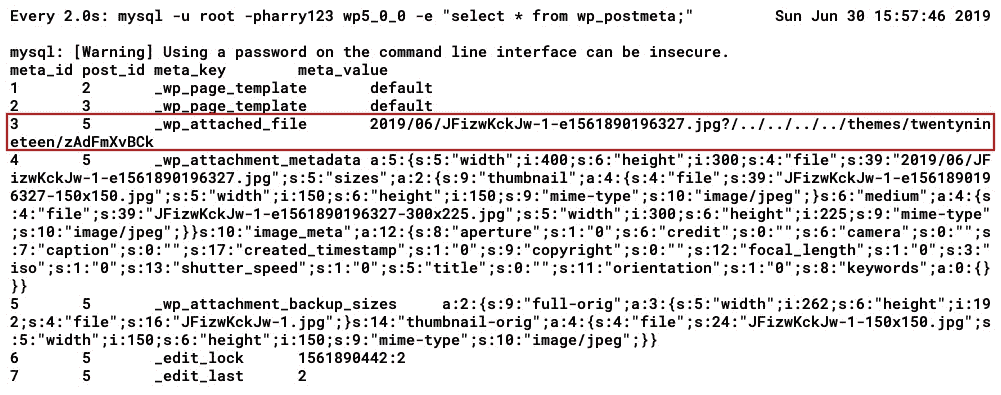 Every 2.0s: mysql -u root -pharry123 wp5_0_0 -e "select * from wp_postmeta;" Sun Jun 30 15:57:46 2019
mysql: [Warning] Using a password on the command line interface can be insecure.
meta_id post_id meta_key meta_value
1 2 _wp_page_template default
2 3 _wp_page_template default
3 5 _wp_attached_file 2019/06/JFizwKckJw-1-e1561890196327.jpg?/../../../../themes/twentynin
eteen/zAdFmXvBCk
4 5 _wp_attachment_metadata a:5:{s:5:"width";i:400;s:6:"height";i:300;s:4:"file";s:39:"2019/06/JF
izwKckJw-1-e1561890196327.jpg";s:5:"sizes";a:2:{s:9:"thumbnail";a:4:{s:4:"file";s:39:"JFizwKckJw-1-e156189019
6327-150x150.jpg";s:5:"width";i:150;s:6:"height";i:150;s:9:"mime-type";s:10:"image/jpeg";}s:6:"medium";a:4:{s
:4:"file";s:39:"JFizwKckJw-1-e1561890196327-300x225.jpg";s:5:"width";i:300;s:6:"height";i:225;s:9:"mime-type"
;s:10:"image/jpeg";}}s:10:"image_meta";a:12:{s:8:"aperture";s:1:"0";s:6:"credit";s:0:"";s:6:"camera";s:0:"";s
:7:"caption";s:0:"";s:17:"created_timestamp";s:1:"0";s:9:"copyright";s:0:"";s:12:"focal_length";s:1:"0";s:3:"
iso";s:1:"0";s:13:"shutter_speed";s:1:"0";s:5:"title";s:0:"";s:11:"orientation";s:1:"0";s:8:"keywords";a:0:{}
}}
5 5 _wp_attachment_backup_sizes a:2:{s:9:"full-orig";a:3:{s:5:"width";i:262;s:6:"height";i:19
2;s:4:"file";s:16:"JFizwKckJw-1.jpg";}s:14:"thumbnail-orig";a:4:{s:4:"file";s:24:"JFizwKckJw-1-150x150.jpg";s
:5:"width";i:150;s:6:"height";i:150;s:9:"mime-type";s:10:"image/jpeg";}}
6 5 _edit_lock 1561890442:2
7 5 _edit_last 2